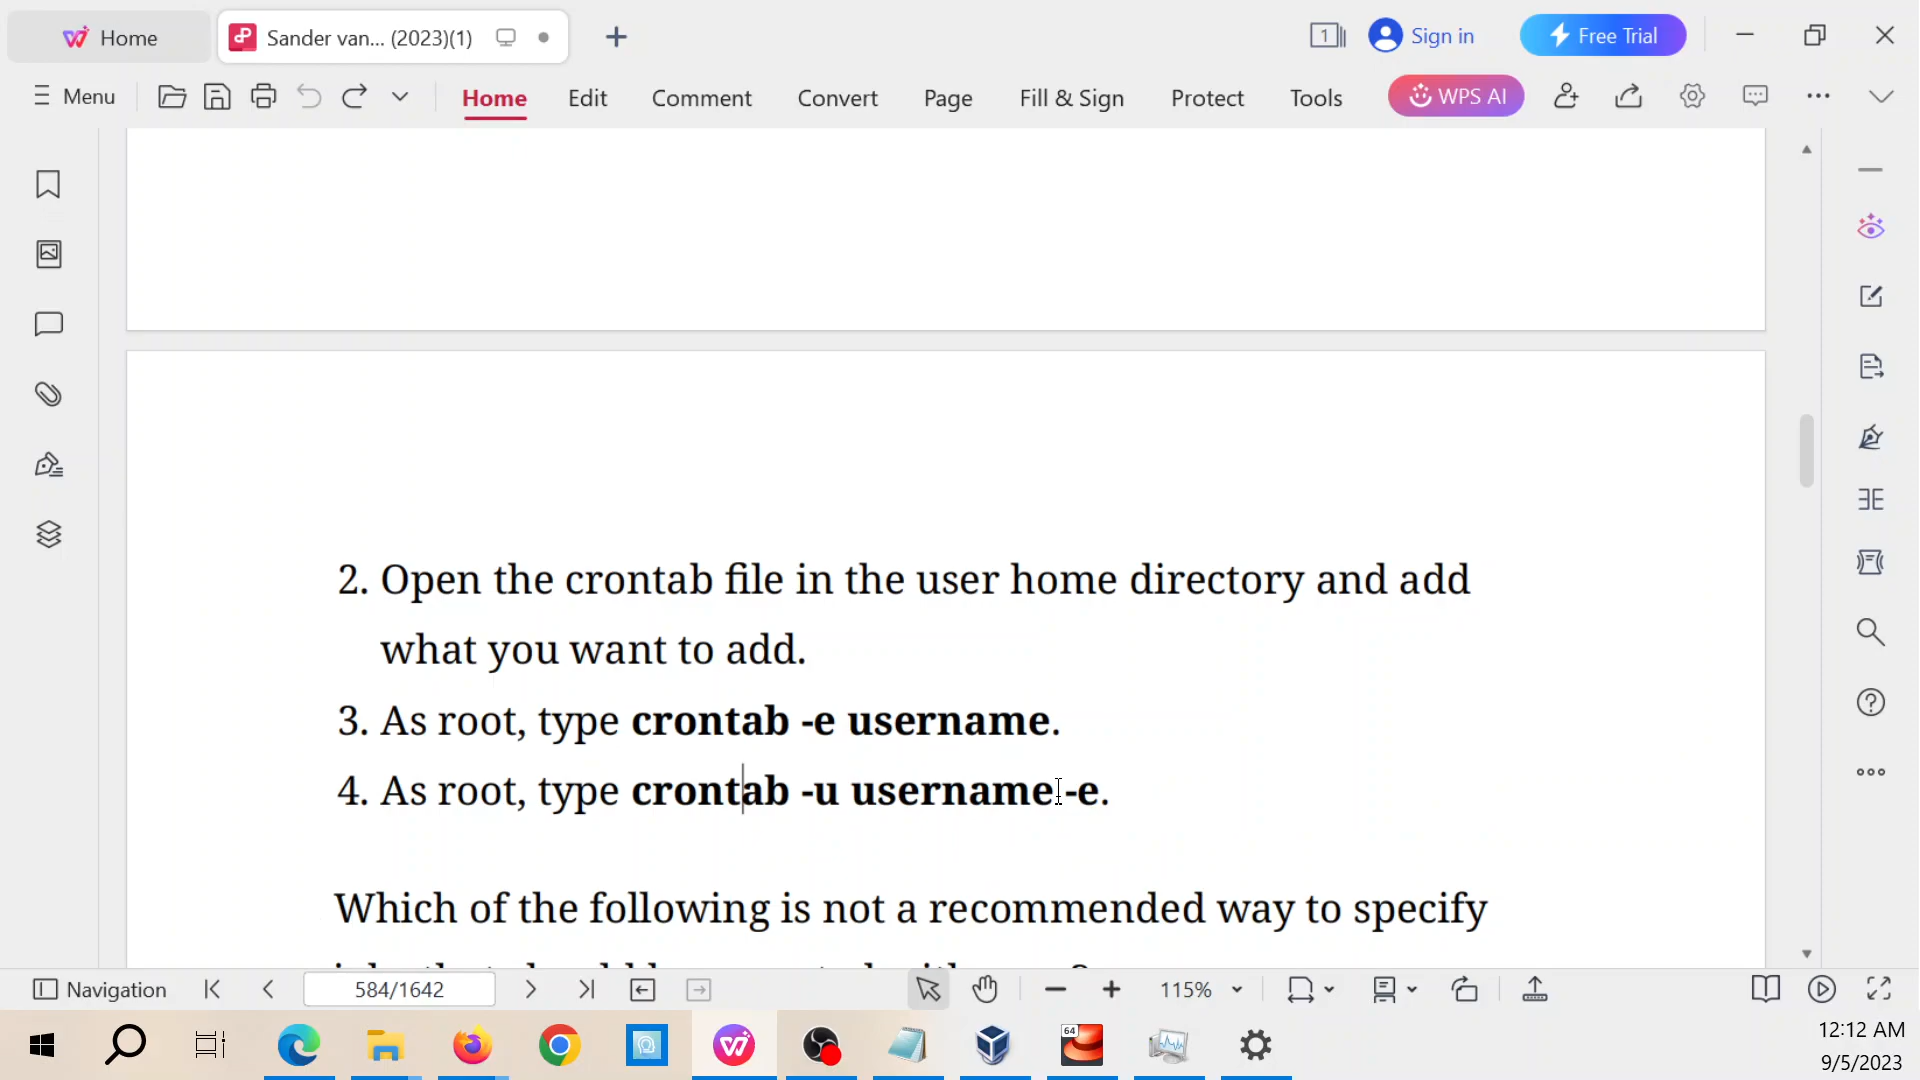 Home
Sander van... (2023)(1)
1
Sign in
Free Trial
Menu
Home
Edit
Comment
Convert
Page
Fill & Sign
Protect
Tools
WPS AI
2. Open the crontab file in the user home directory and add
what you want to add.
3. As root, type crontab -e username.
4. As root, type crontab -u username -e.
Which of the following is not a recommended way to specify
Navigation
584/1642
115%
64
12:12 AM
9/5/2023